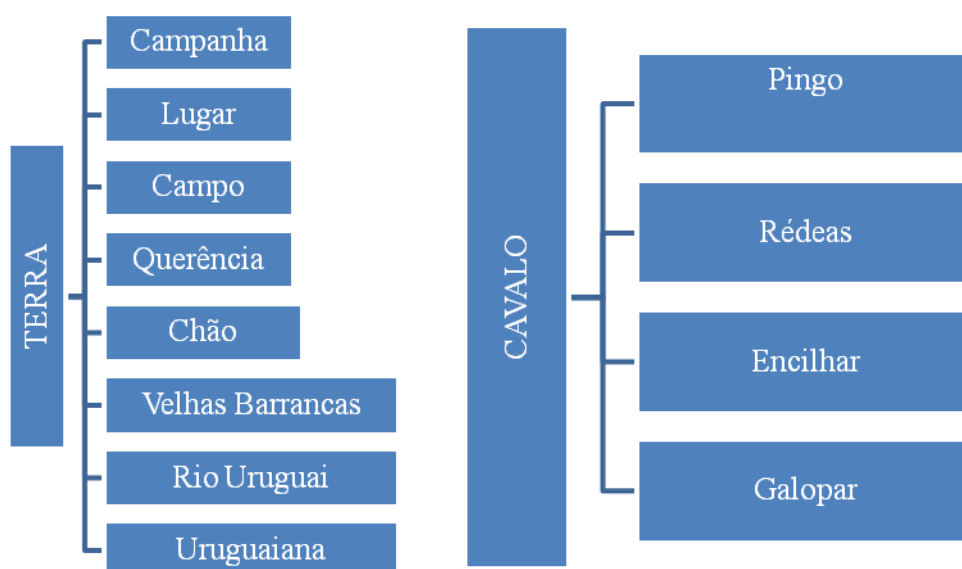 TERRA
Campanha
Lugar
Campo
Querência
Chão
Velhas Barrancas
Rio Uruguai
Uruguaiana
CAVALO
Pingo
Rédeas
Encilhar
Galopar